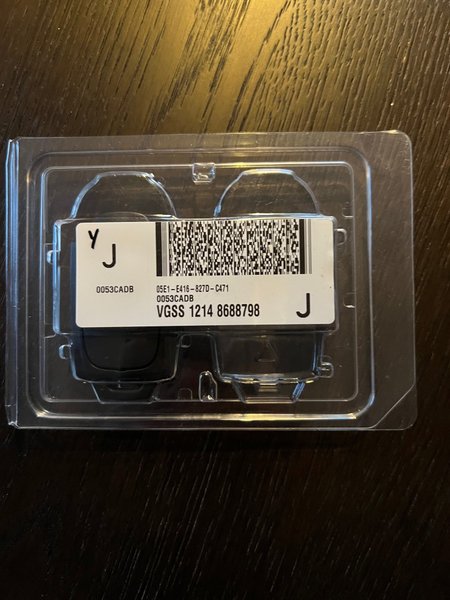 Y
J
0053CADB
05E1-E416-827D-C471
0053CADB
VGSS 1214 8688798
J